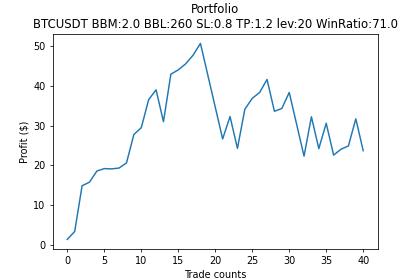 Portfolio
BTCUSDT BBM:2.0 BBL:260 SL:0.8 TP:1.2 lev:20 WinRatio:71.0
Profit ($)
50
40
30
20
10
0
0 5 10 15 20 25 30 35 40
Trade counts